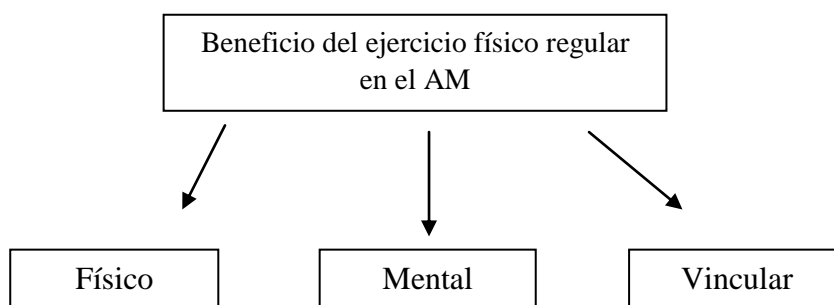 Beneficio del ejercicio físico regular
en el AM
Físico
Mental
Vincular